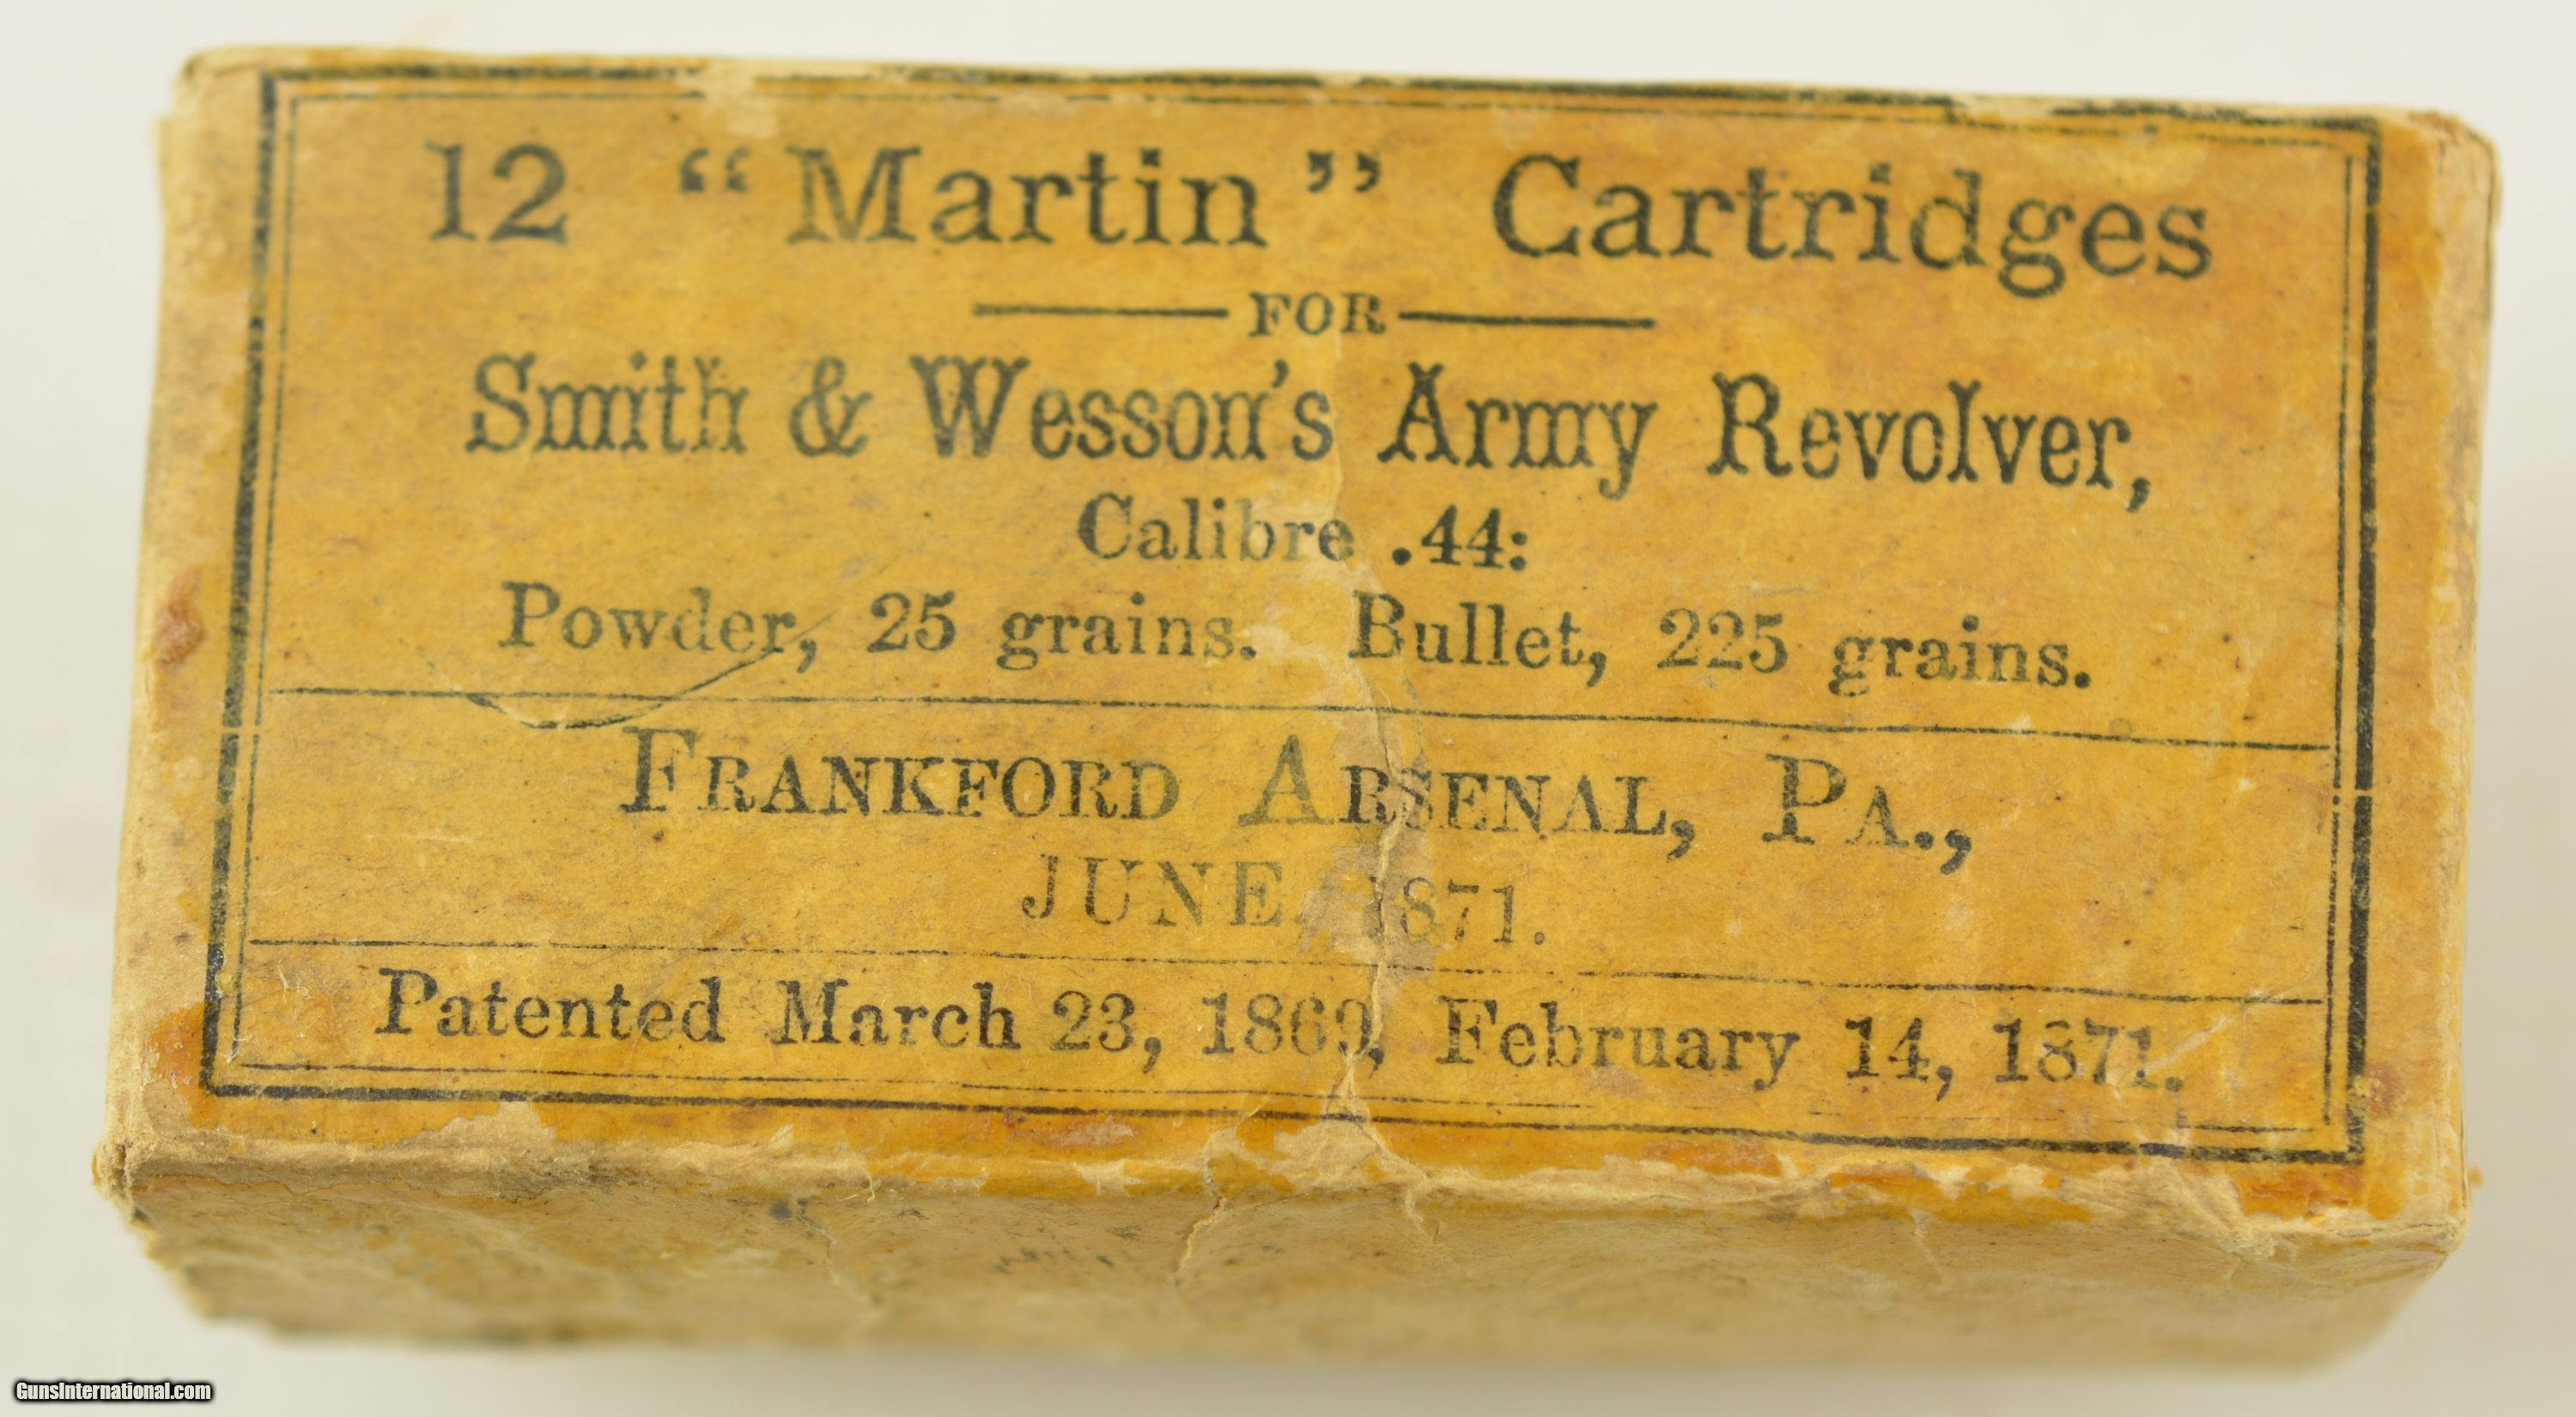 12 “Martin” Cartridges
FOR
Smith & Wesson's Army Revolver,
Calibre .44:
Powder, 25 grains. Bullet, 225 grains.
FRANKFORD ARSENAL, PA.,
JUNE, 1871.
Patented March 23, 1869, February 14, 1871.
GunsInternational.com